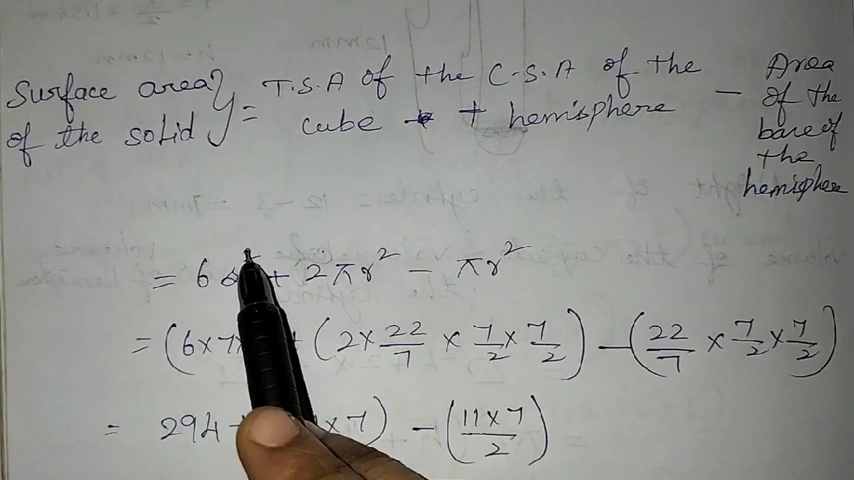 Surface area } = T.S.A of the C.S.A of the − Area
of the solid cube + hemisphere of the
base of
the
hemisphere
= 6 + 2πr² − πr²
= (6×7× (2 × 22/7 × 7/2 × 7/2) − (22/7 × 7/2 × 7/2)
= 294 ×7) − (11×7/2)